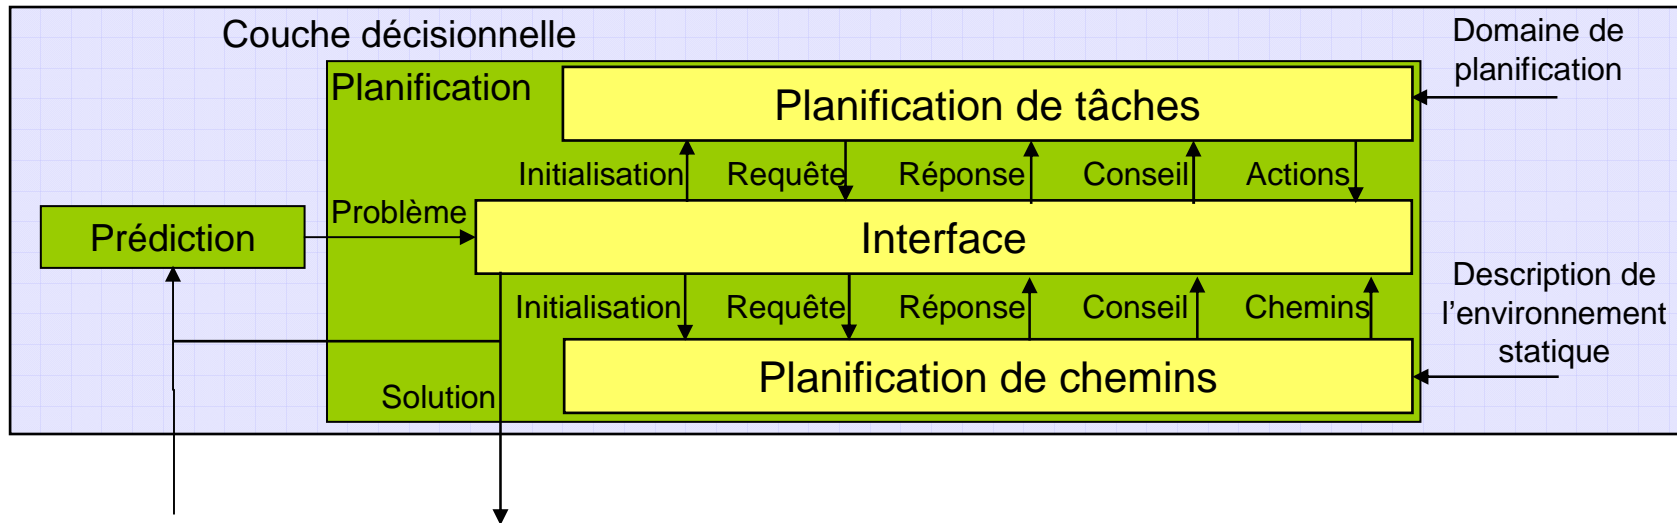 Couche décisionnelle
Domaine de
planification
Planification
Planification de tâches
Initialisation Requête Réponse Conseil Actions
Problème
Prédiction
Interface
Description de
l'environnement
statique
Initialisation Requête Réponse Conseil Chemins
Planification de chemins
Solution